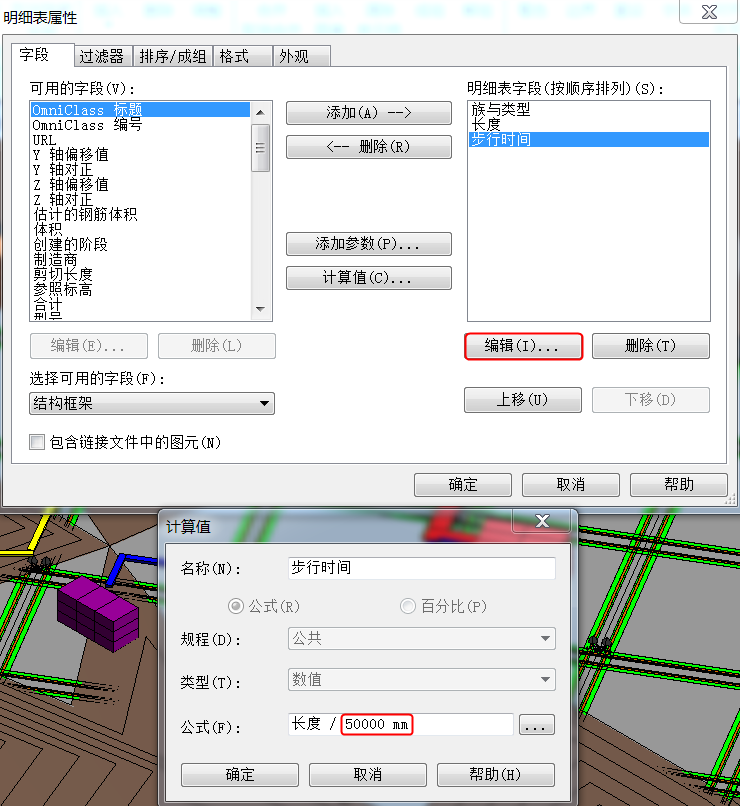 明细表属性
字段
过滤器
排序/成组
格式
外观
可用的字段(V):
OmniClass 标题
OmniClass 编号
URL
Y 轴偏移值
Y 轴对正
Z 轴偏移值
Z 轴对正
估计的钢筋体积
体积
创建的阶段
制造商
剪切长度
参照标高
合计
型号
添加(A) -->
<-- 删除(R)
添加参数(P)...
计算值(C)...
明细表字段(按顺序排列)(S):
族与类型
长度
步行时间
编辑(E)...
删除(L)
编辑(I)...
删除(T)
选择可用的字段(F):
结构框架
上移(U)
下移(D)
包含链接文件中的图元(N)
确定
取消
帮助
计算值
名称(N):
步行时间
公式(R)
百分比(P)
规程(D):
公共
类型(T):
数值
公式(F):
长度 / 50000 mm
...
确定
取消
帮助(H)